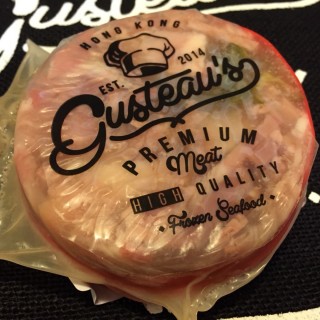 HONG KONG
EST. 2014
Gusteau's
PREMIUM
Meat
HIGH QUALITY
Frozen Seafood